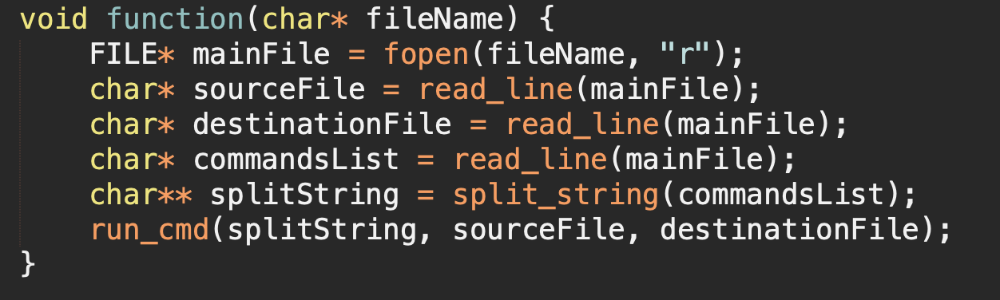 void function(char* fileName) {
    FILE* mainFile = fopen(fileName, "r");
    char* sourceFile = read_line(mainFile);
    char* destinationFile = read_line(mainFile);
    char* commandsList = read_line(mainFile);
    char** splitString = split_string(commandsList);
    run_cmd(splitString, sourceFile, destinationFile);
}